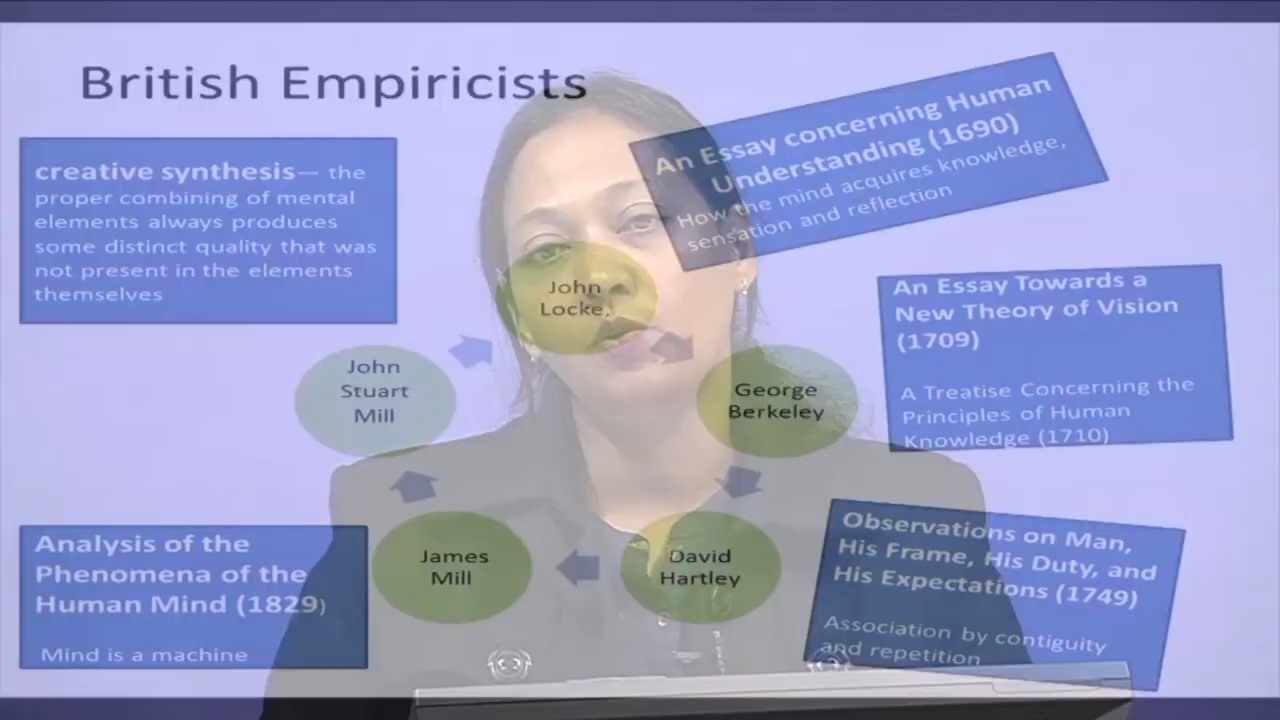 British Empiricists
creative synthesis— the
proper combining of mental
elements always produces
some distinct quality that was
not present in the elements
themselves
An Essay concerning Human
Understanding (1690)
How the mind acquires knowledge,
sensation and reflection
John
Locke,
An Essay Towards a
New Theory of Vision
(1709)
A Treatise Concerning the
Principles of Human
Knowledge (1710)
John
Stuart
Mill
George
Berkeley
Analysis of the
Phenomena of the
Human Mind (1829)
Mind is a machine
James
Mill
David
Hartley
Observations on Man,
His Frame, His Duty, and
His Expectations (1749)
Association by contiguity
and repetition